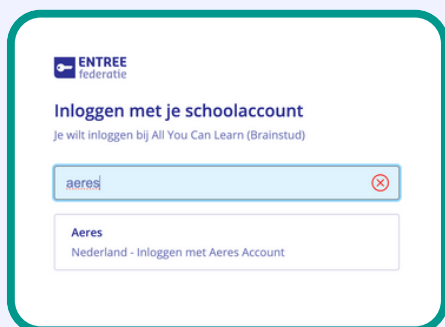 ENTREE
federatie
Inloggen met je schoolaccount
Je wilt inloggen bij All You Can Learn (Brainstud)
aeres
Aeres
Nederland - Inloggen met Aeres Account